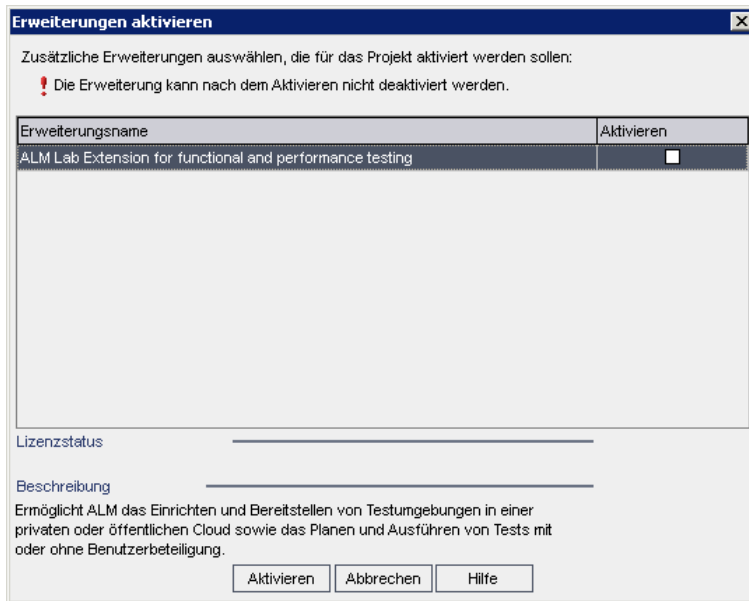 Erweiterungen aktivieren
Zusätzliche Erweiterungen auswählen, die für das Projekt aktiviert werden sollen:
Die Erweiterung kann nach dem Aktivieren nicht deaktiviert werden.
Erweiterungsname Aktivieren
ALM Lab Extension for functional and performance testing
Lizenzstatus
Beschreibung
Ermöglicht ALM das Einrichten und Bereitstellen von Testumgebungen in einer
privaten oder öffentlichen Cloud sowie das Planen und Ausführen von Tests mit
oder ohne Benutzerbeteiligung.
Aktivieren Abbrechen Hilfe